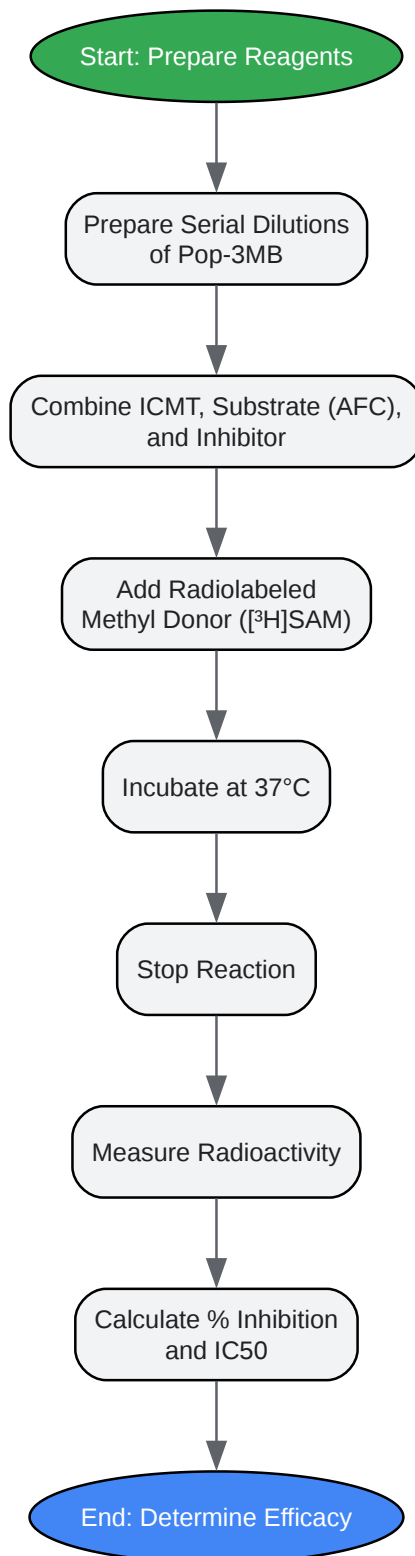 Start: Prepare Reagents
Prepare Serial Dilutions
of Pop-3MB
Combine ICMT, Substrate (AFC),
and Inhibitor
Add Radiolabeled
Methyl Donor ([³H]SAM)
Incubate at 37°C
Stop Reaction
Measure Radioactivity
Calculate % Inhibition
and IC50
End: Determine Efficacy